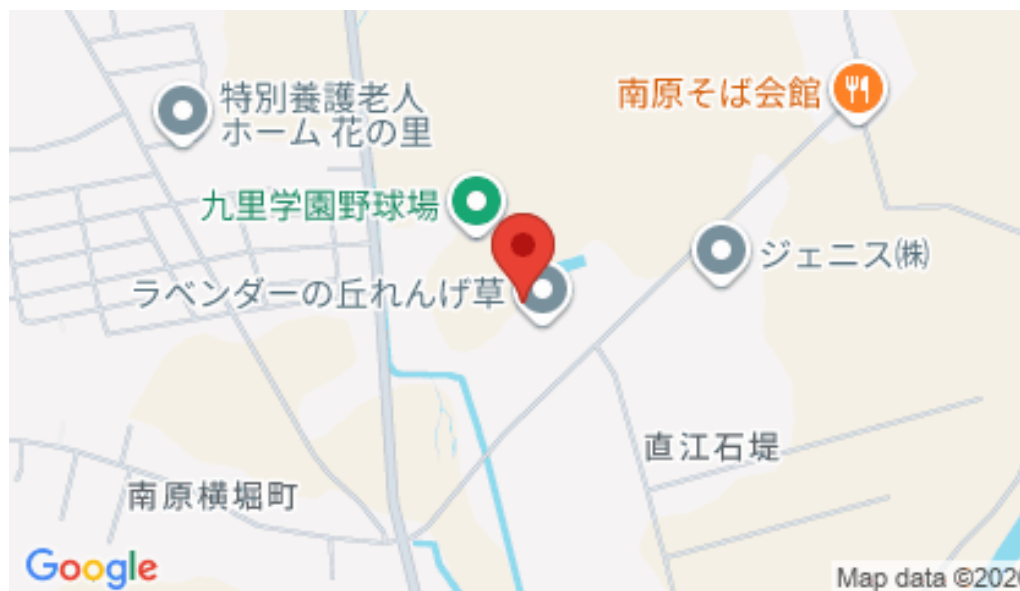 特別養護老人
ホーム 花の里
南原そば会館
九里学園野球場
ジェニス㈱
ラベンダーの丘れんげ草
直江石堤
南原横堀町
Google
Map data ©202